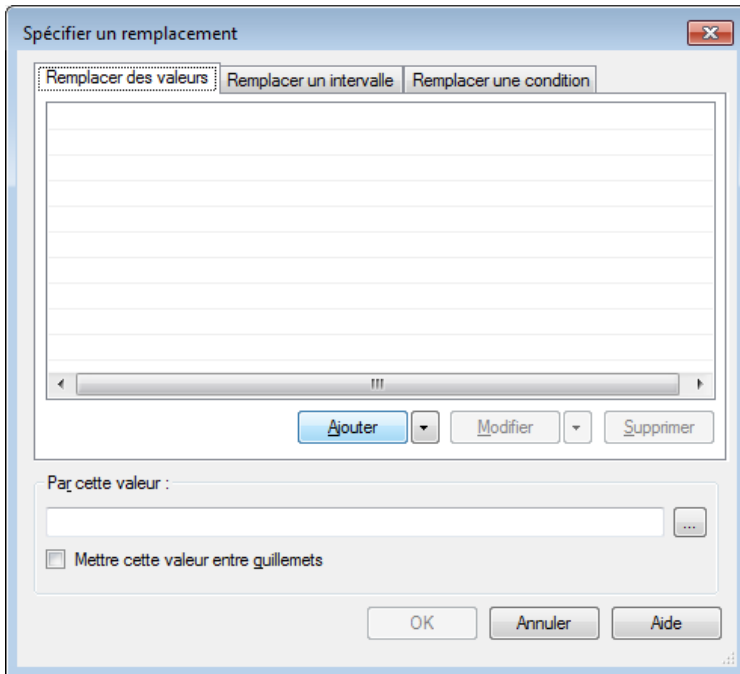 Spécifier un remplacement
Remplacer des valeurs Remplacer un intervalle Remplacer une condition
Ajouter Modifier Supprimer
Par cette valeur :
...
Mettre cette valeur entre guillemets
OK Annuler Aide